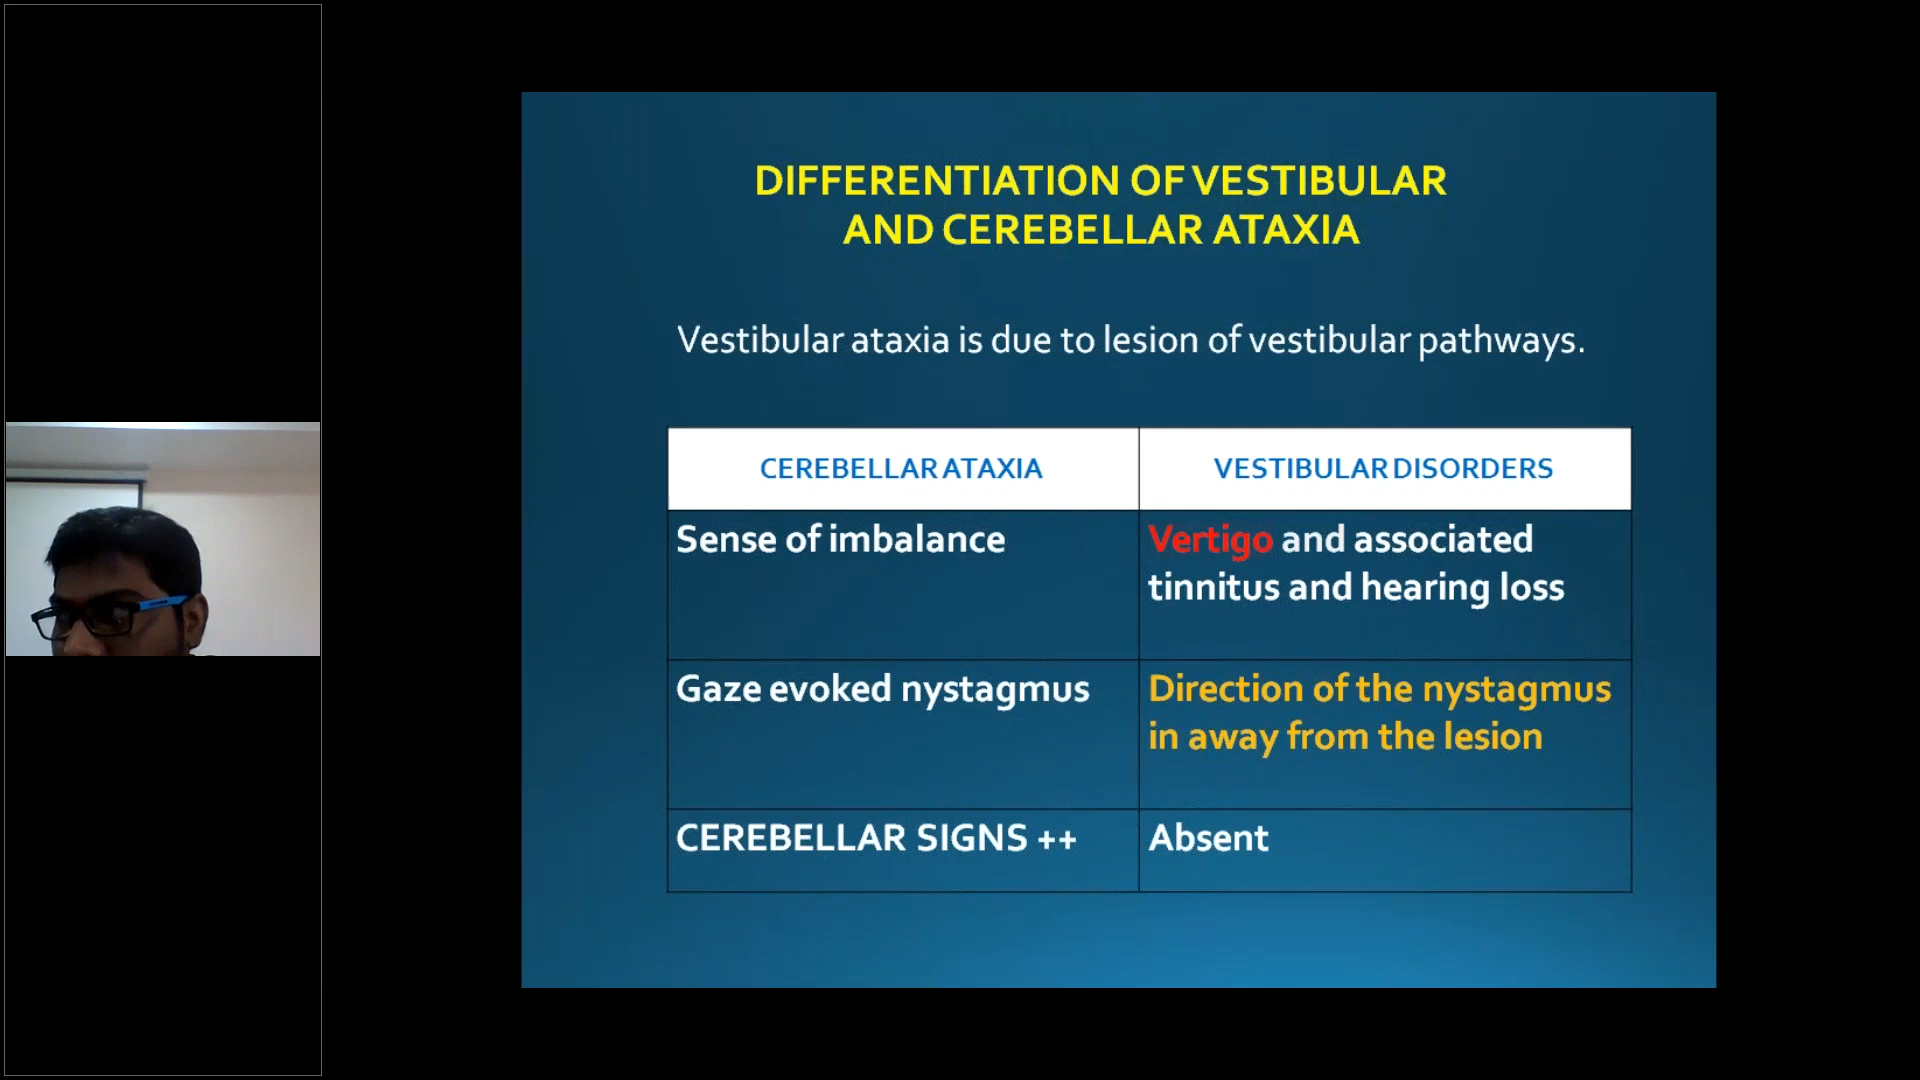 DIFFERENTIATION OF VESTIBULAR
AND CEREBELLAR ATAXIA
Vestibular ataxia is due to lesion of vestibular pathways.
CEREBELLAR ATAXIA
VESTIBULAR DISORDERS
Sense of imbalance
Vertigo and associated
tinnitus and hearing loss
Gaze evoked nystagmus
Direction of the nystagmus
in away from the lesion
CEREBELLAR SIGNS ++
Absent